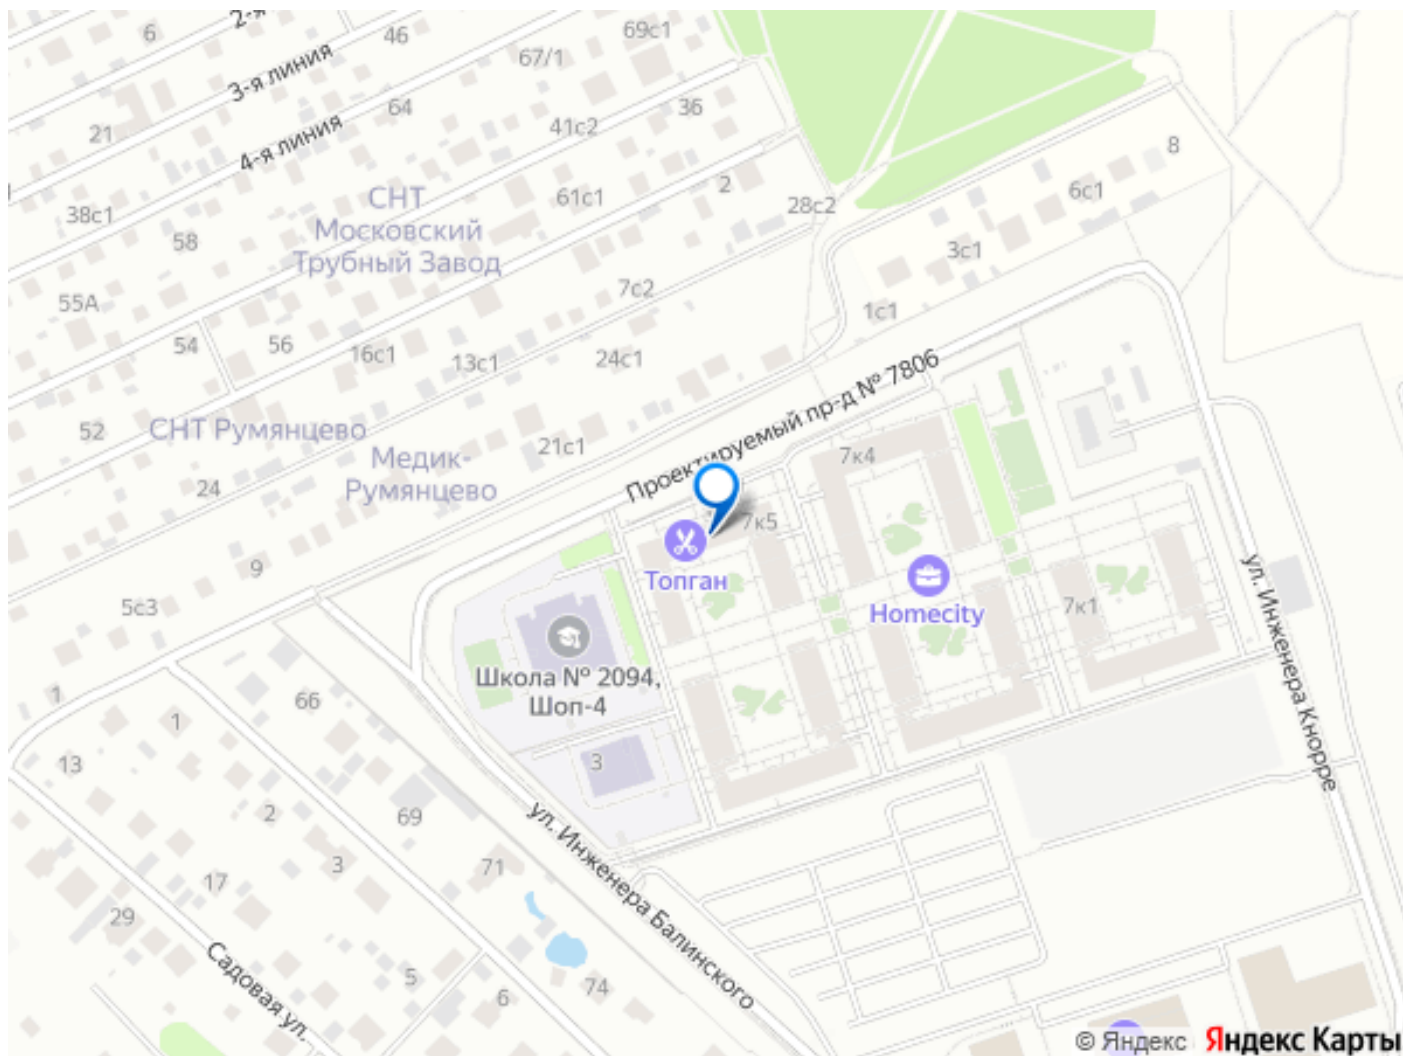 6
2-я
46
69с1
67/1
3-я линия
64
36
21
4-я линия
41с2
8
2
6с1
38с1
СНТ
Московский
Трубный Завод
61с1
28с2
58
3с1
7с2
55А
1с1
54
56
16с1
13с1
24с1
Проектируемый пр-д № 7806
52
СНТ Румянцево
21с1
7к4
Медик-
Румянцево
24
7к5
Топган
9
ул. Инженера Кнорре
5с3
Homecity
7к1
Школа № 2094,
Шоп-4
1
66
1
13
3
2
69
ул. Инженера Балинского
3
71
17
29
Садовая ул.
5
6
74
© Яндекс Яндекс Карты